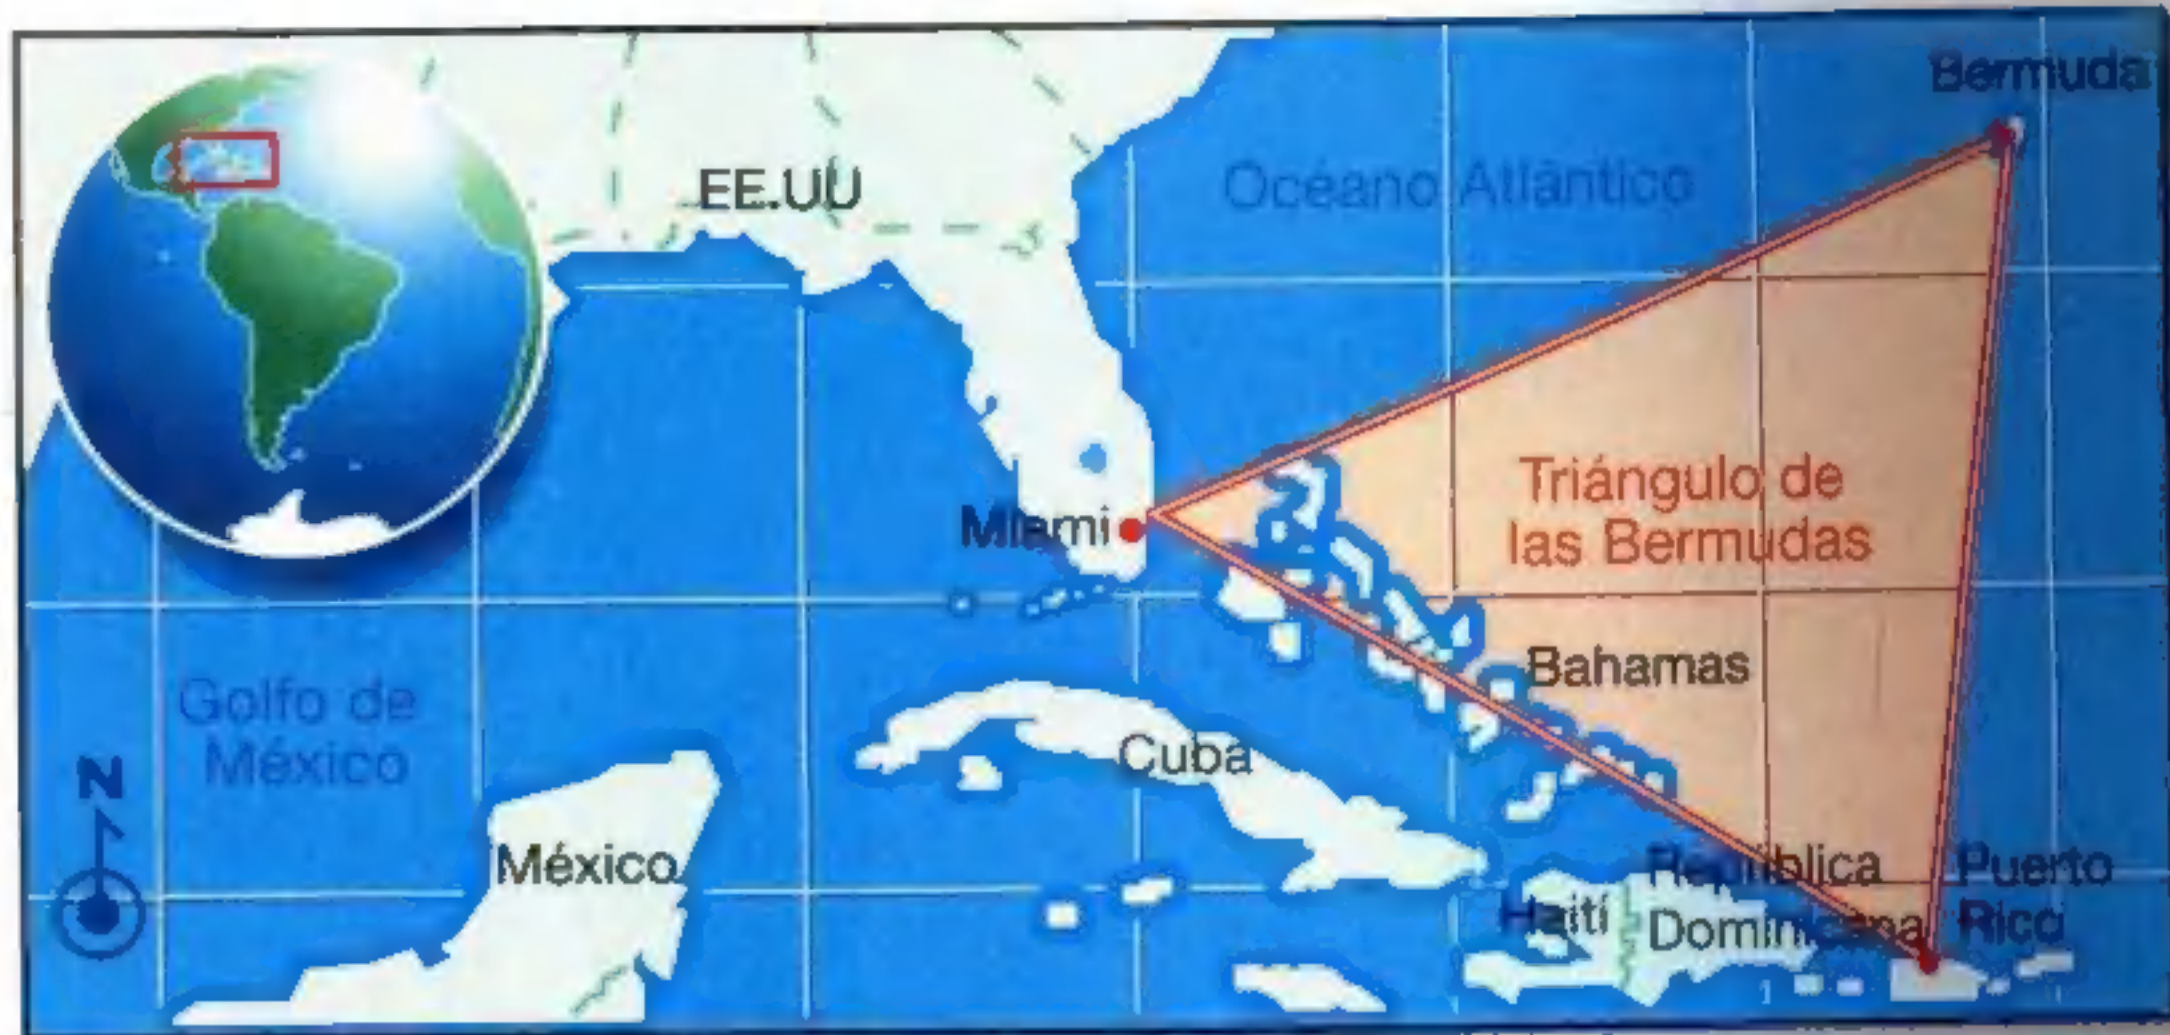 Bermuda
EE.UU
Océano Atlántico
Triángulo de
las Bermudas
Miami
Bahamas
Golfo de
México
N
Cuba
México
República
Dominicana
Haití
Puerto
Rico